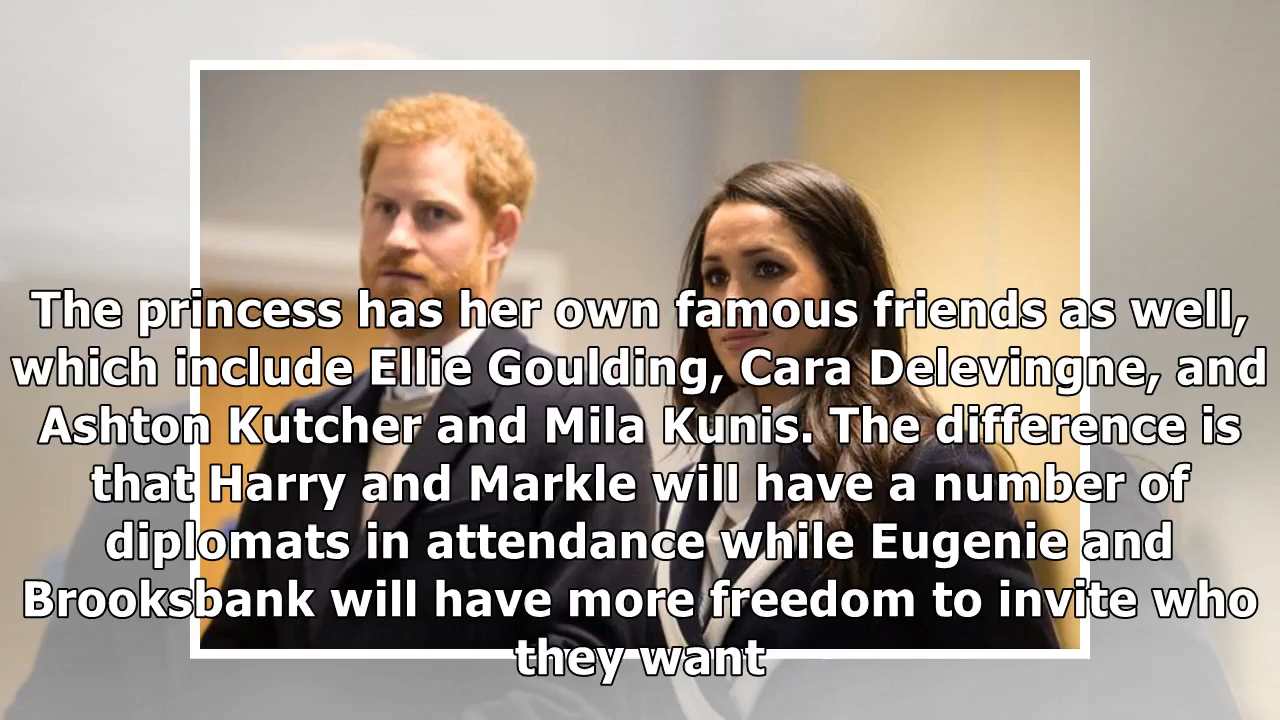 The princess has her own famous friends as well,
which include Ellie Goulding, Cara Delevingne, and
Ashton Kutcher and Mila Kunis. The difference is
that Harry and Markle will have a number of
diplomats in attendance while Eugenie and
Brooksbank will have more freedom to invite who
they want